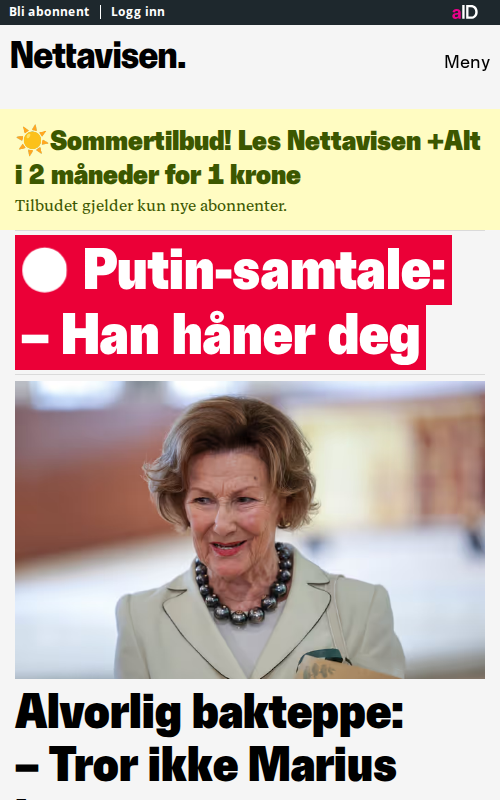 Bli abonnent | Logg inn
aID
Nettavisen.
Meny
☀️Sommertilbud! Les Nettavisen +Alt
i 2 måneder for 1 krone
Tilbudet gjelder kun nye abonnenter.
Putin-samtale:
– Han håner deg
Alvorlig bakteppe:
– Tror ikke Marius